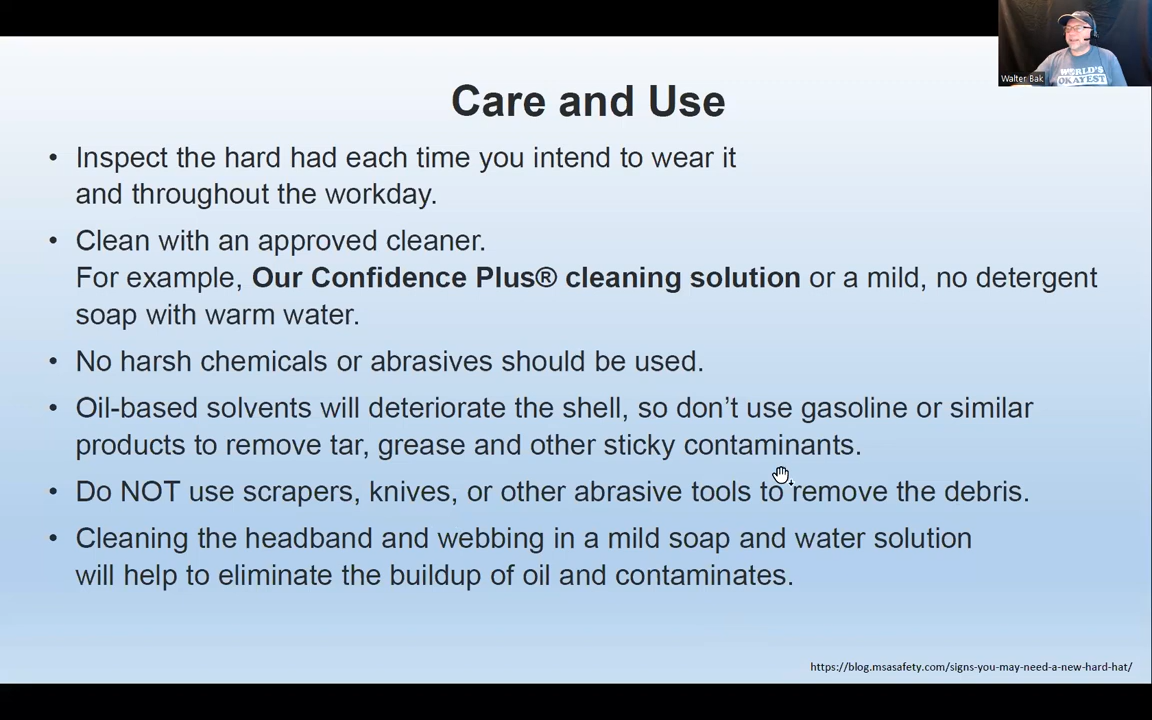 Care and Use
• Inspect the hard had each time you intend to wear it
and throughout the workday.
• Clean with an approved cleaner.
For example, Our Confidence Plus® cleaning solution or a mild, no detergent
soap with warm water.
• No harsh chemicals or abrasives should be used.
• Oil-based solvents will deteriorate the shell, so don’t use gasoline or similar
products to remove tar, grease and other sticky contaminants.
• Do NOT use scrapers, knives, or other abrasive tools to remove the debris.
• Cleaning the headband and webbing in a mild soap and water solution
will help to eliminate the buildup of oil and contaminates.
https://blog.msasafety.com/signs-you-may-need-a-new-hard-hat/
WORLD'S
OKAYEST
Walter Bak